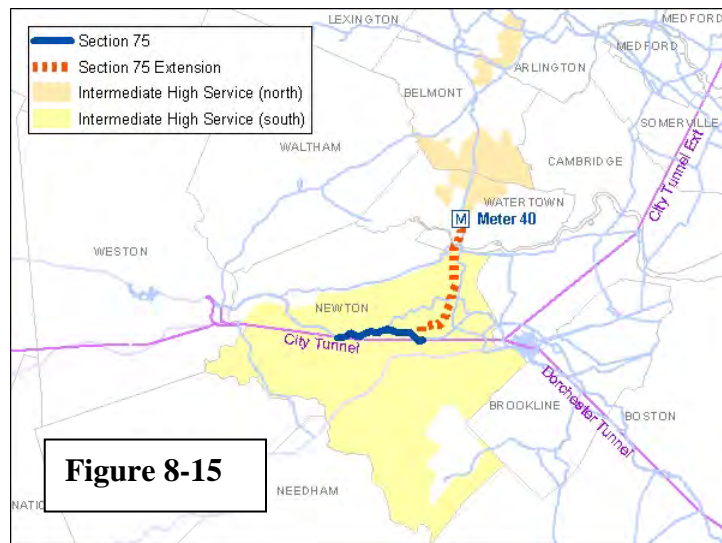 Section 75
Section 75 Extension
Intermediate High Service (north)
Intermediate High Service (south)
LEXINGTON
MEDFORD
MEDFORD
ARLINGTON
BELMONT
SOMERVILLE
WALTHAM
CAMBRIDGE
City Tunnel Ext
WATERTOWN
M Meter 40
WESTON
NEWTON
City Tunnel
Dorchester Tunnel
BROOKLINE
BOSTON
Figure 8-15
NEEDHAM